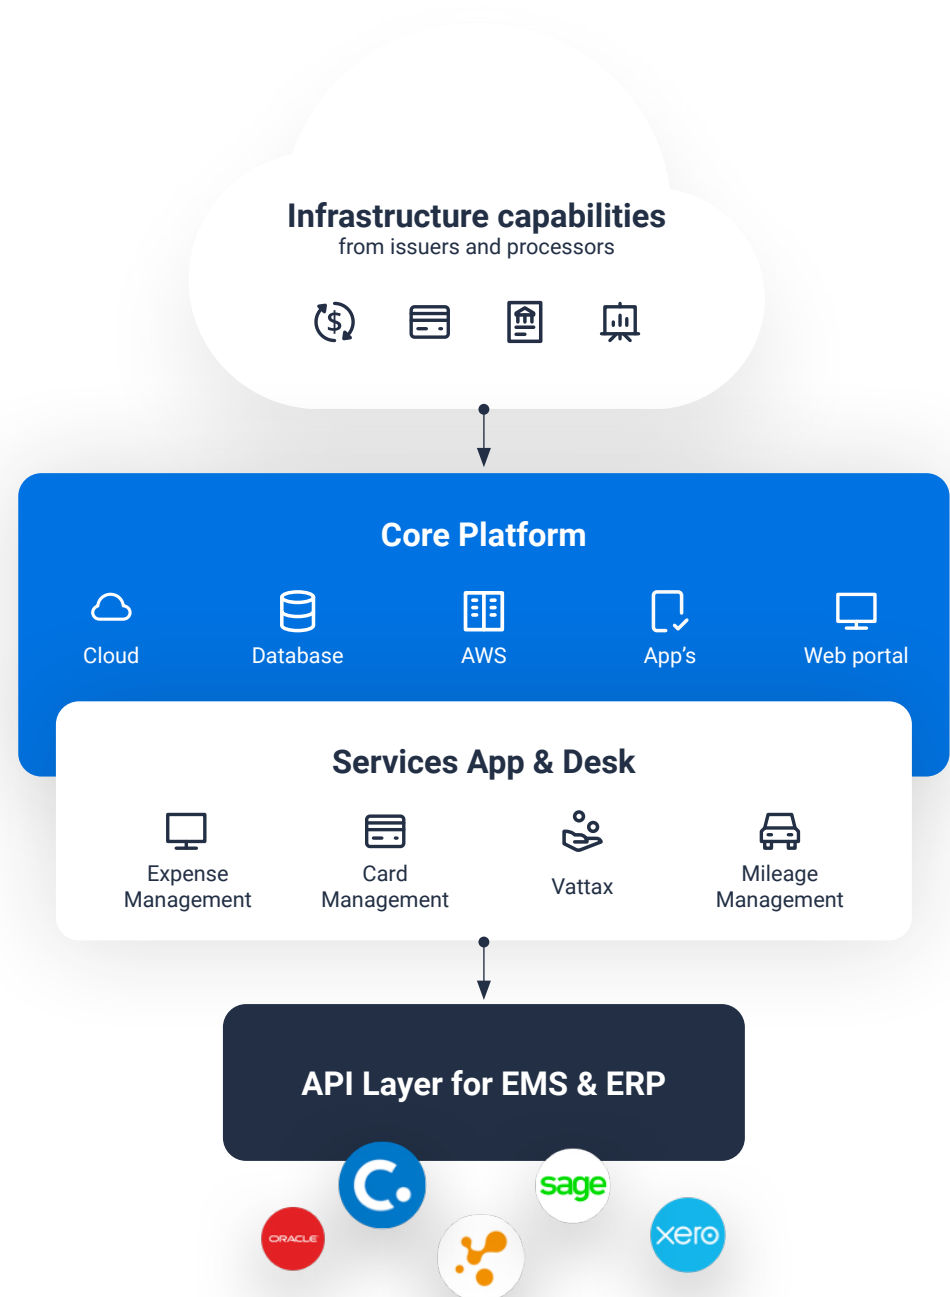 Infrastructure capabilities
from issuers and processors
$
Core Platform
Cloud
Database
AWS
App’s
Web portal
Services App & Desk
Expense
Management
Card
Management
Vattax
Mileage
Management
API Layer for EMS & ERP
C.
sage
ORACLE
xero